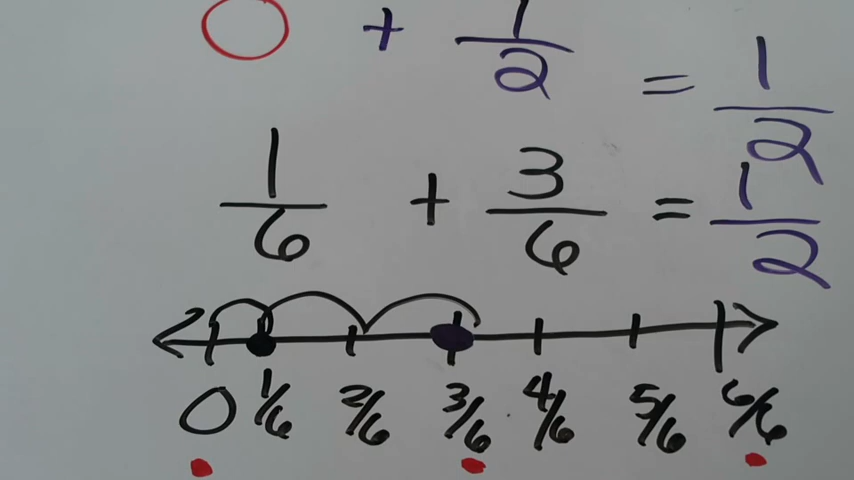 0 + 1/2 = 1/2
1/6 + 3/6 = 1/2
0 1/6 2/6 3/6 4/6 5/6 6/6